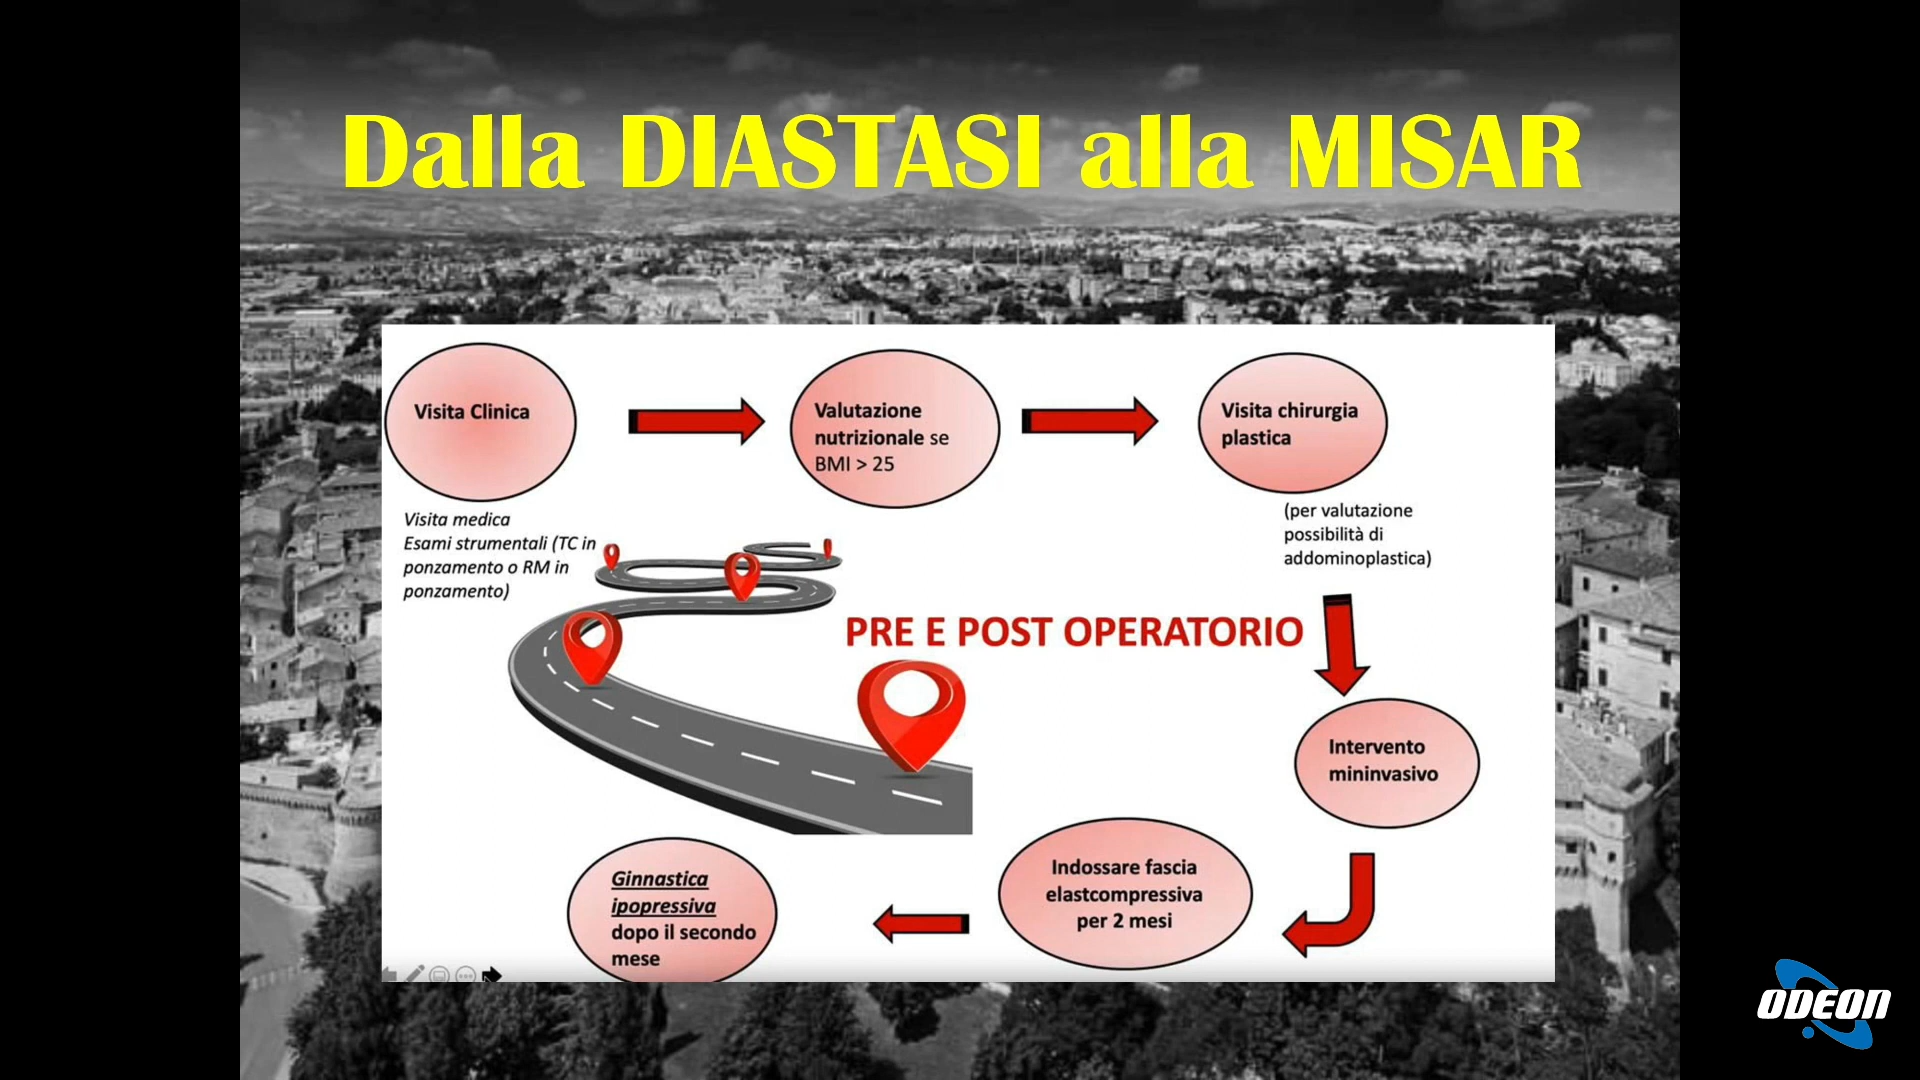 Dalla DIASTASI alla MISAR
Visita Clinica
Valutazione
nutrizionale se
BMI > 25
Visita chirurgia
plastica
Visita medica
Esami strumentali (TC in
ponzamento o RM in
ponzamento)
(per valutazione
possibilità di
addominoplastica)
PRE E POST OPERATORIO
Intervento
mininvasivo
Indossare fascia
elastcompressiva
per 2 mesi
Ginnastica
ipopressiva
dopo il secondo
mese
ODEON